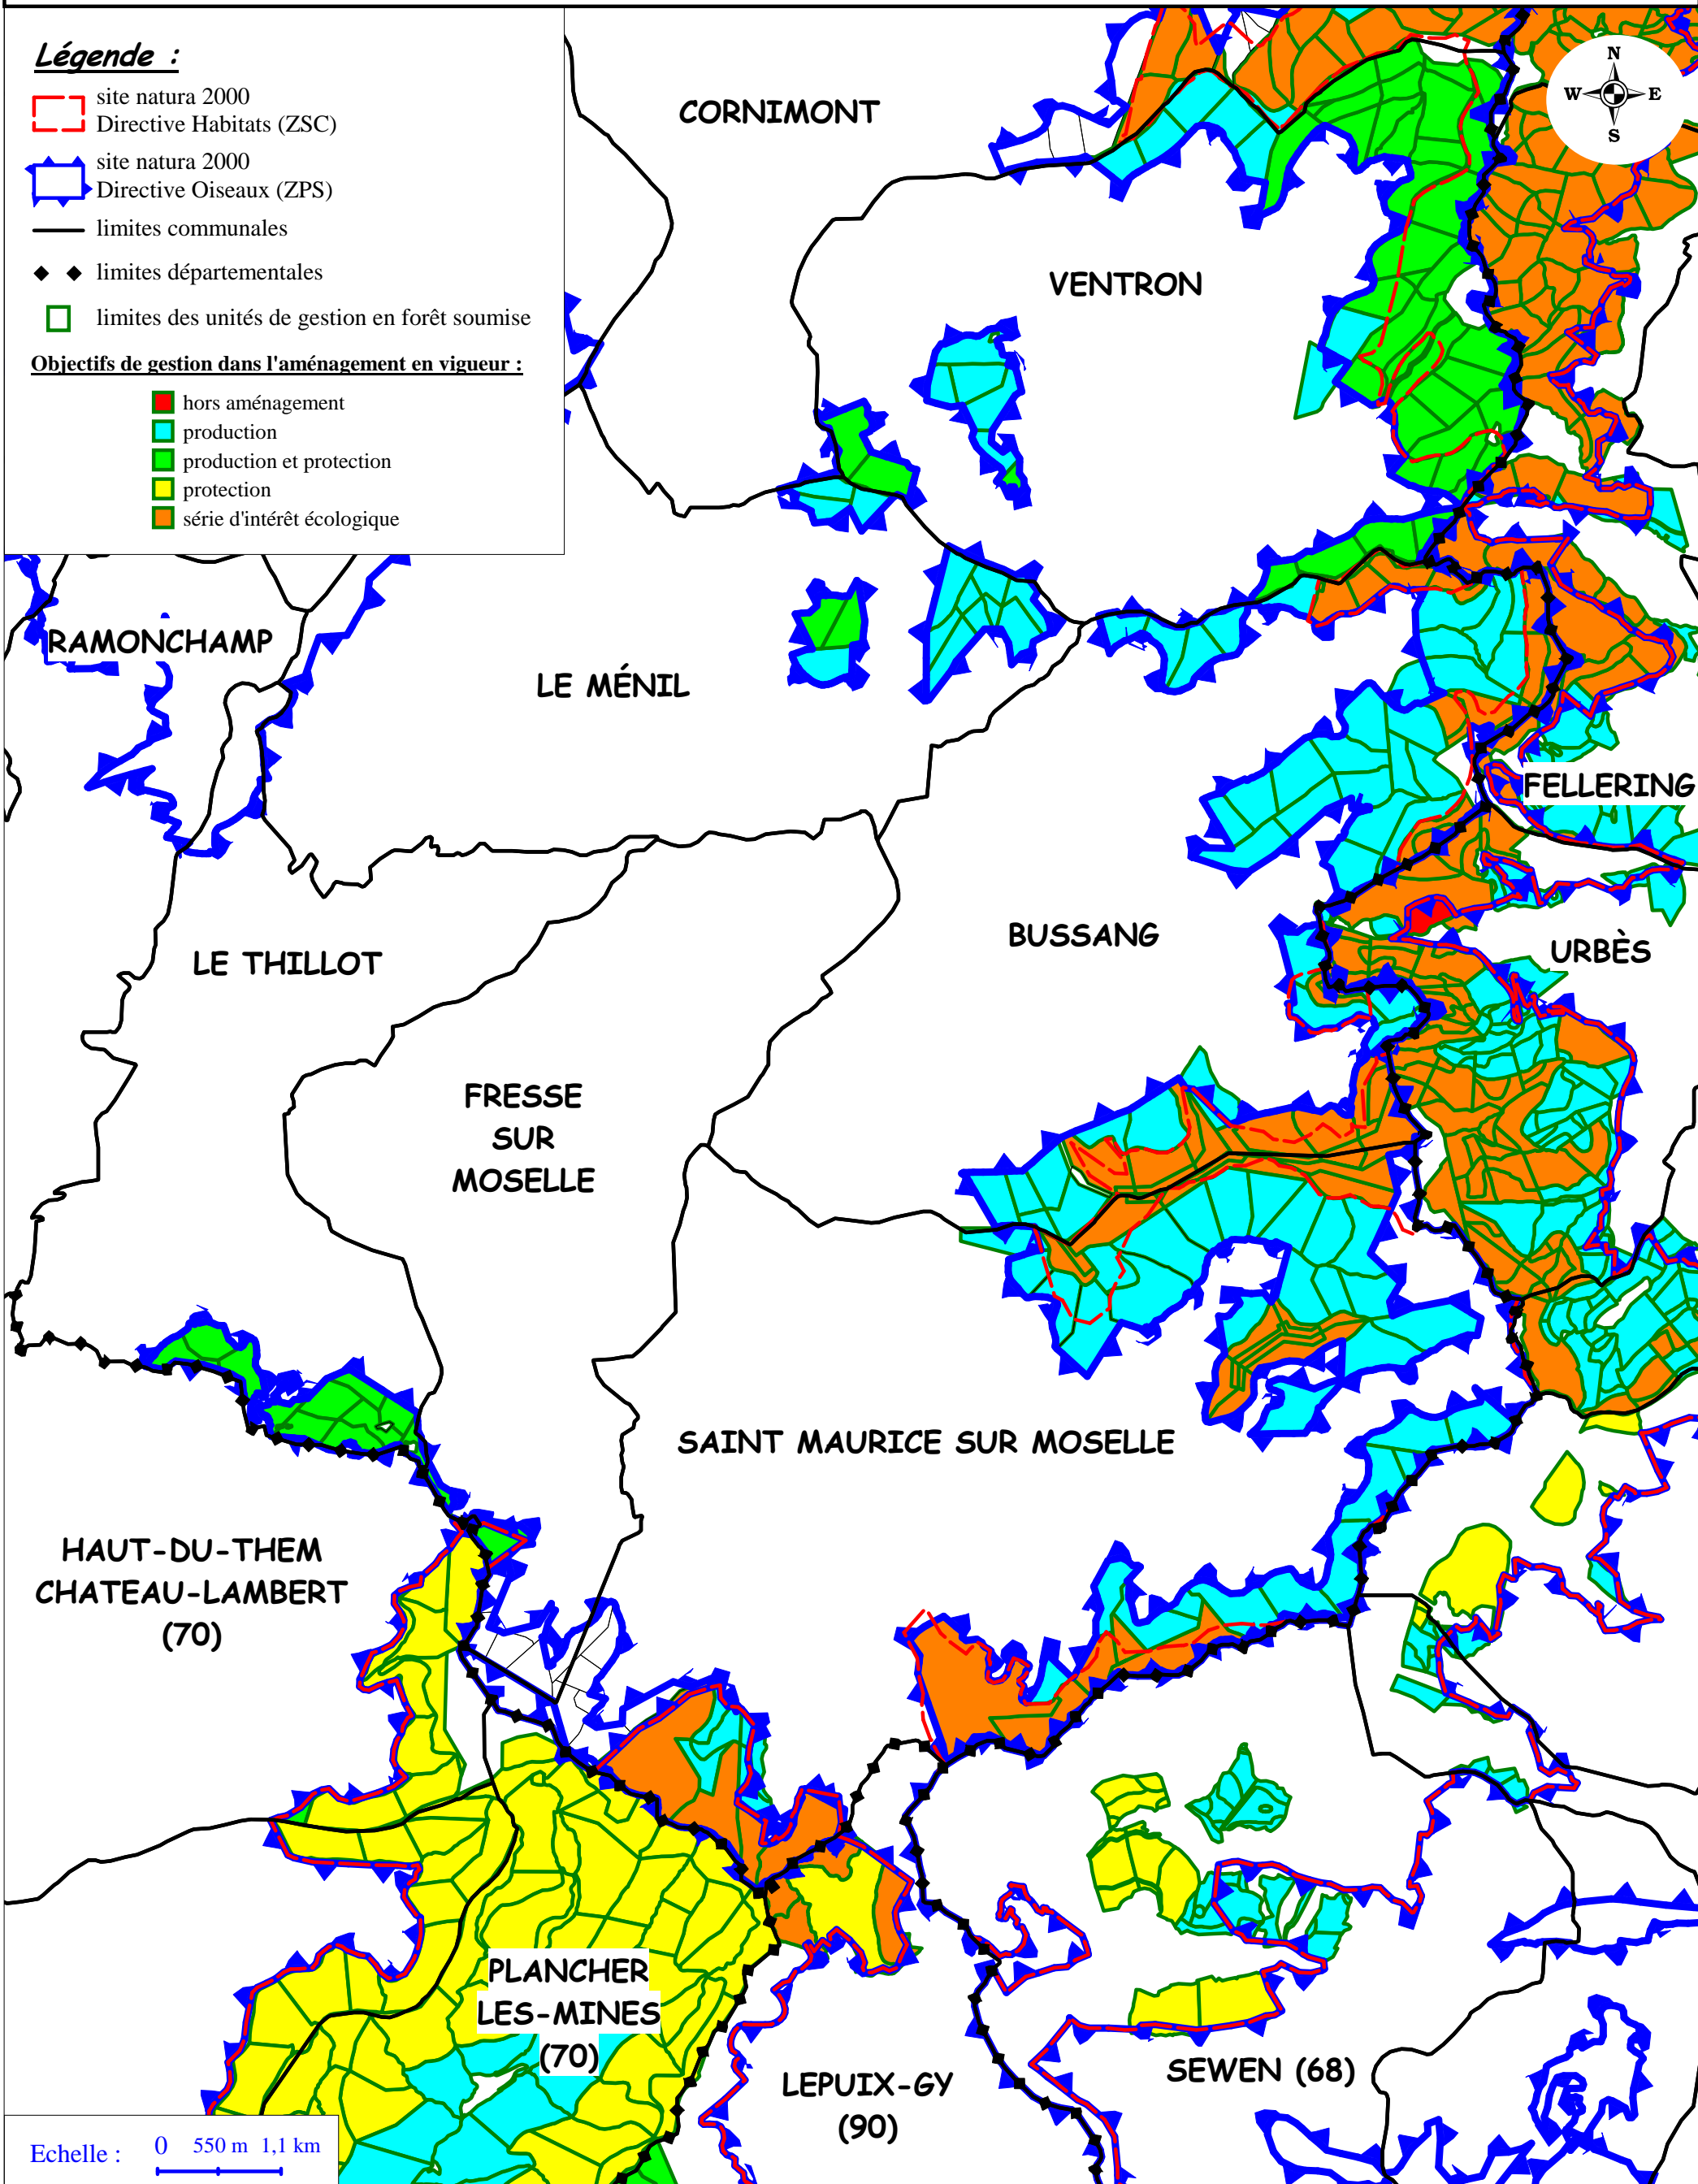 Légende :
site natura 2000
Directive Habitats (ZSC)
site natura 2000
Directive Oiseaux (ZPS)
limites communales
limites départementales
limites des unités de gestion en forêt soumise
Objectifs de gestion dans l'aménagement en vigueur :
hors aménagement
production
production et protection
protection
série d'intérêt écologique
N
W E
S
CORNIMONT
VENTRON
RAMONCHAMP
LE MÉNIL
FELLERING
BUSSANG
URBÈS
LE THILLOT
FRESSE
SUR
MOSELLE
SAINT MAURICE SUR MOSELLE
HAUT-DU-THEM
CHATEAU-LAMBERT
(70)
PLANCHER
LES-MINES
(70)
LEPUIX-GY
(90)
SEWEN (68)
Echelle : 0 550 m 1,1 km